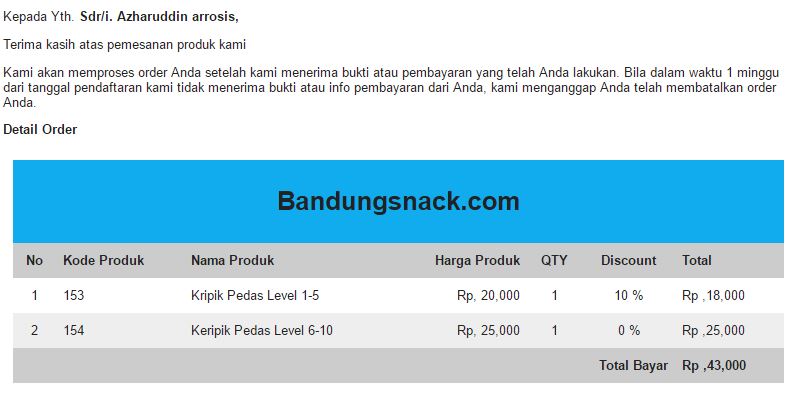 Kepada Yth. Sdr/i. Azharuddin arrosis,
Terima kasih atas pemesanan produk kami
Kami akan memproses order Anda setelah kami menerima bukti atau pembayaran yang telah Anda lakukan. Bila dalam waktu 1 minggu
dari tanggal pendaftaran kami tidak menerima bukti atau info pembayaran dari Anda, kami menganggap Anda telah membatalkan order
Anda.
Detail Order
Bandungsnack.com
No Kode Produk Nama Produk Harga Produk QTY Discount Total
1 153 Kripik Pedas Level 1-5 Rp, 20,000 1 10 % Rp ,18,000
2 154 Keripik Pedas Level 6-10 Rp, 25,000 1 0 % Rp ,25,000
Total Bayar Rp ,43,000